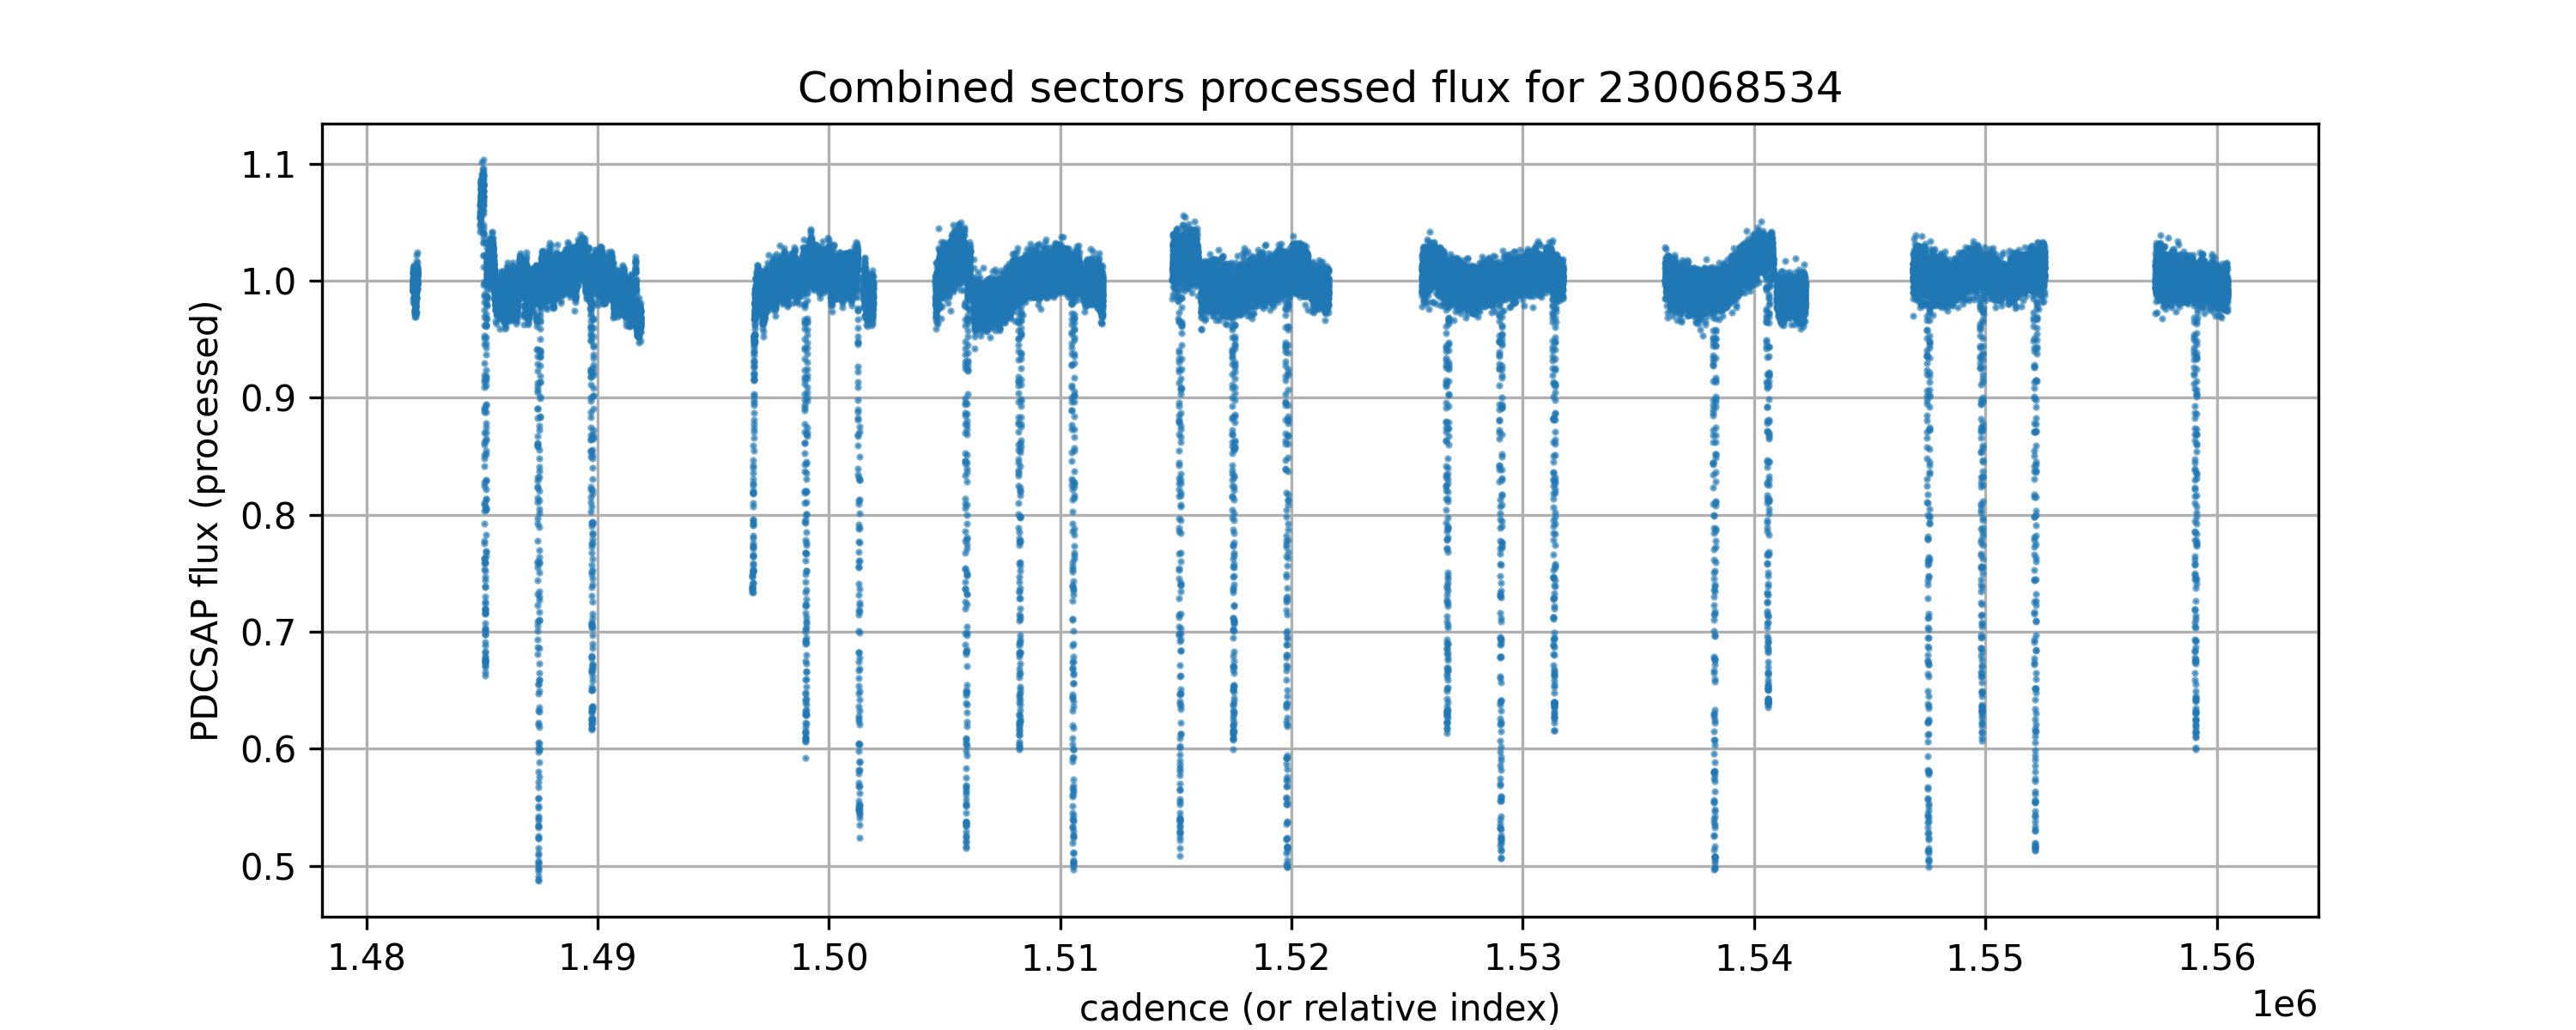 Combined sectors processed flux for 230068534
PDCSAP flux (processed)
1.1
1.0
0.9
0.8
0.7
0.6
0.5
1.48 1.49 1.50 1.51 1.52 1.53 1.54 1.55 1.56
cadence (or relative index)
1e6